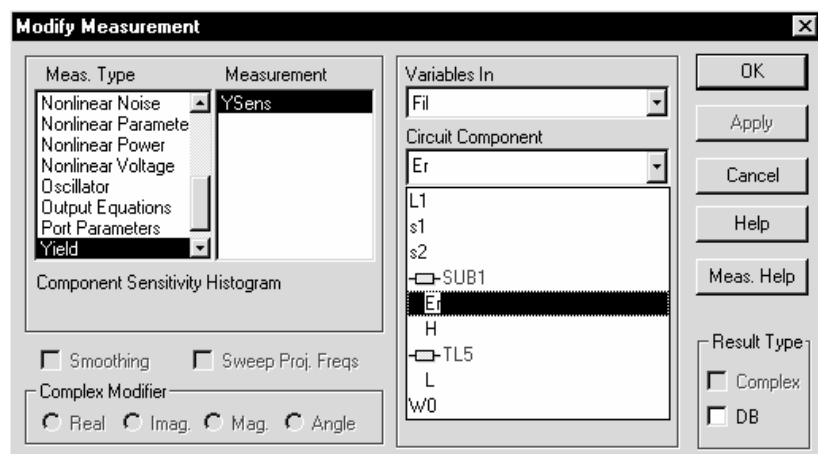 Modify Measurement
Meas. Type
Measurement
Nonlinear Noise
Nonlinear Paramete
Nonlinear Power
Nonlinear Voltage
Oscillator
Output Equations
Port Parameters
Yield
YSens
Component Sensitivity Histogram
Smoothing
Sweep Proj. Freqs
Complex Modifier
Real
Imag.
Mag.
Angle
Variables In
Fil
Circuit Component
Er
L1
s1
s2
SUB1
Er
H
TL5
L
W0
OK
Apply
Cancel
Help
Meas. Help
Result Type
Complex
DB